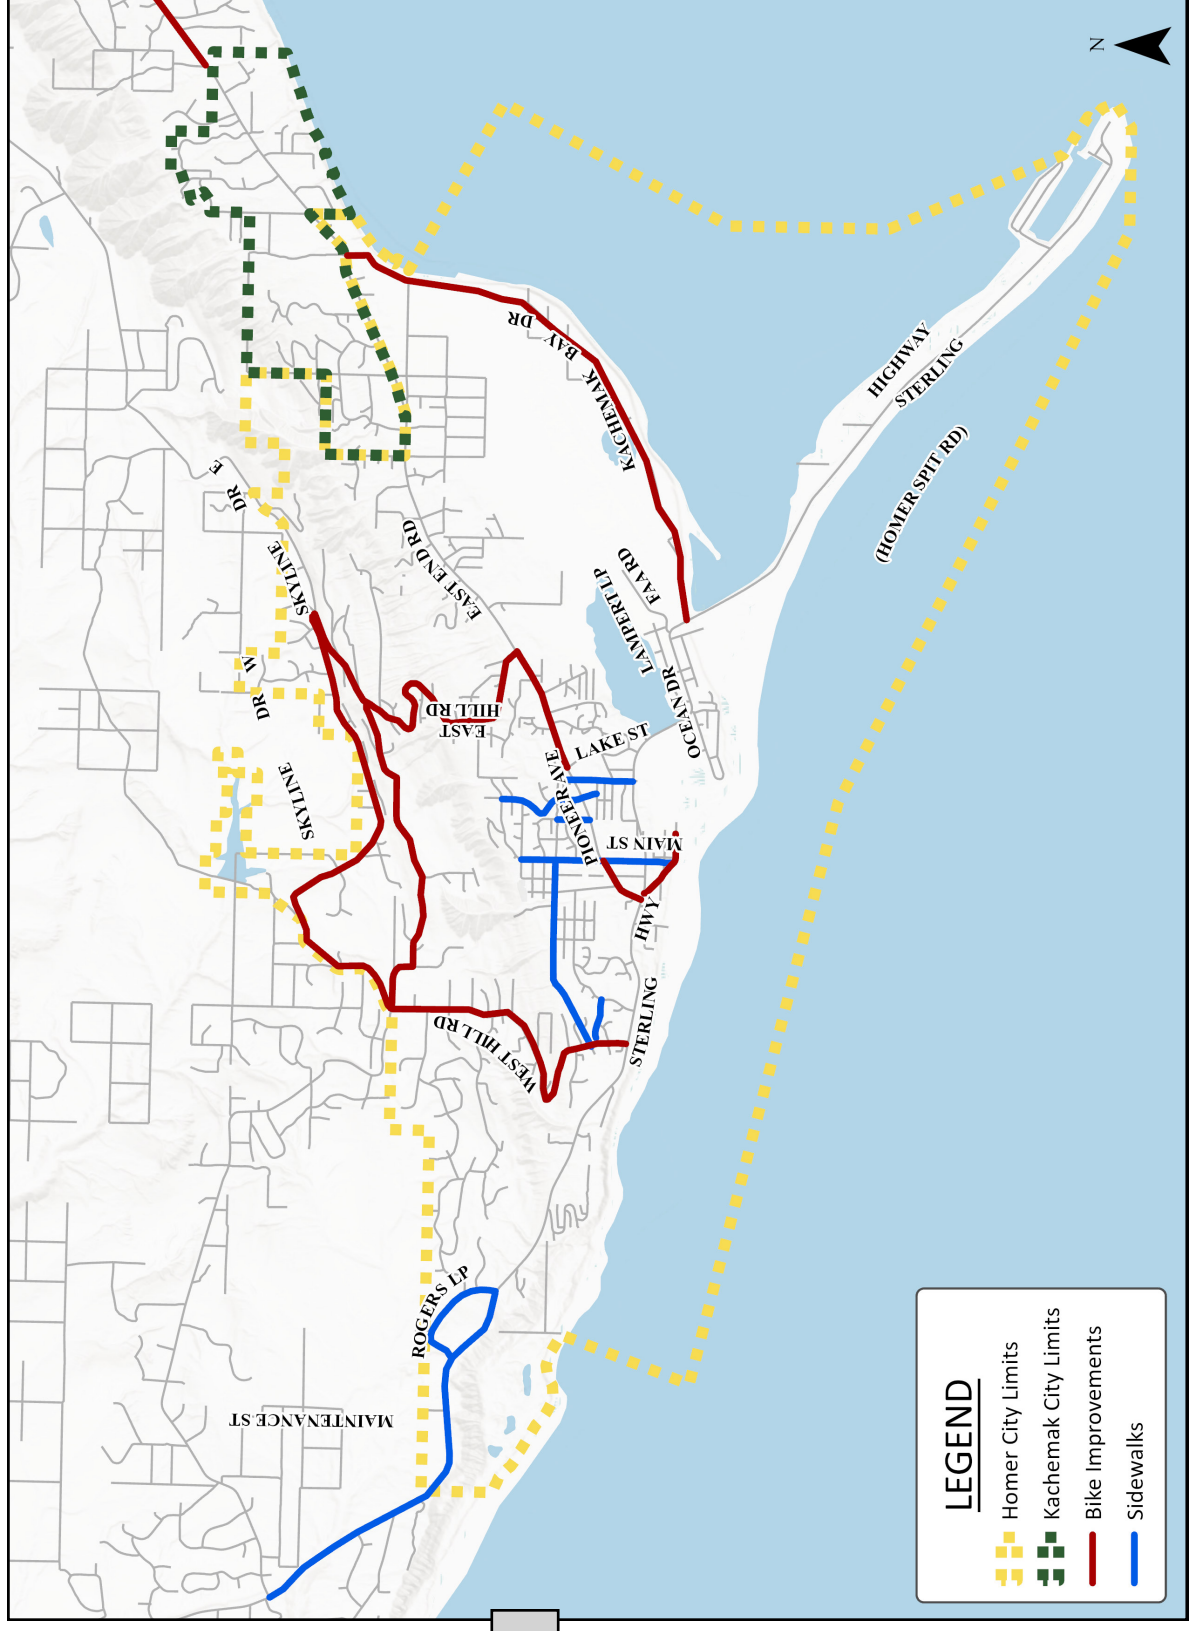 N
SKYLINE
DR E
SKYLINE
DR W
EAST END RD
EAST
HILL RD
WEST HILL RD
KACHEMAK
BAY
DR
FAA RD
LAMPERT LP
OCEAN DR
LAKE ST
PIONEER AVE
MAIN ST
STERLING
HWY
STERLING
HIGHWAY
(HOMER SPIT RD)
ROGERS LP
MAINTENANCE ST
LEGEND
Homer City Limits
Kachemak City Limits
Bike Improvements
Sidewalks